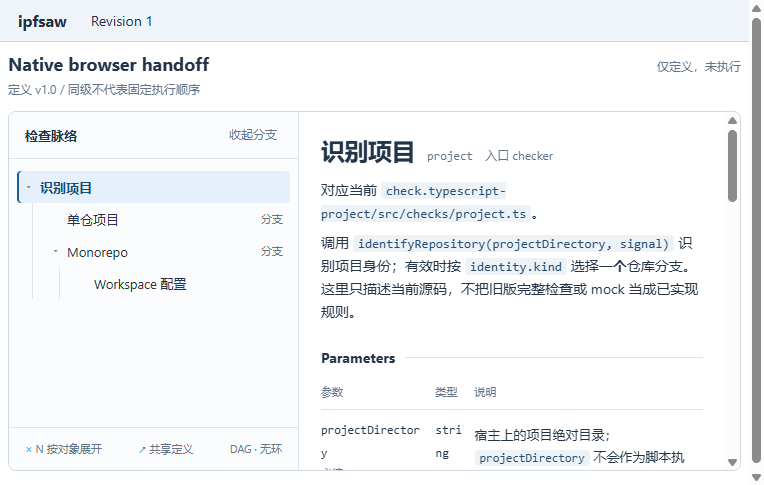 ipfsaw Revision 1
Native browser handoff
仅定义，未执行
定义 v1.0 / 同级不代表固定执行顺序
检查脉络 收起分支
识别项目
单仓项目 分支
Monorepo 分支
Workspace 配置
× N 按对象展开 ↗ 共享定义 DAG · 无环
识别项目 project 入口 checker
对应当前 check.typescript-
project/src/checks/project.ts。
调用 identifyRepository(projectDirectory, signal) 识
别项目身份；有效时按 identity.kind 选择一个仓库分支。
这里只描述当前源码，不把旧版完整检查或 mock 当成已实现
规则。
Parameters
参数 类型 说明
projectDirector stri 宿主上的项目绝对目录；
y ng projectDirectory 不会作为脚本执